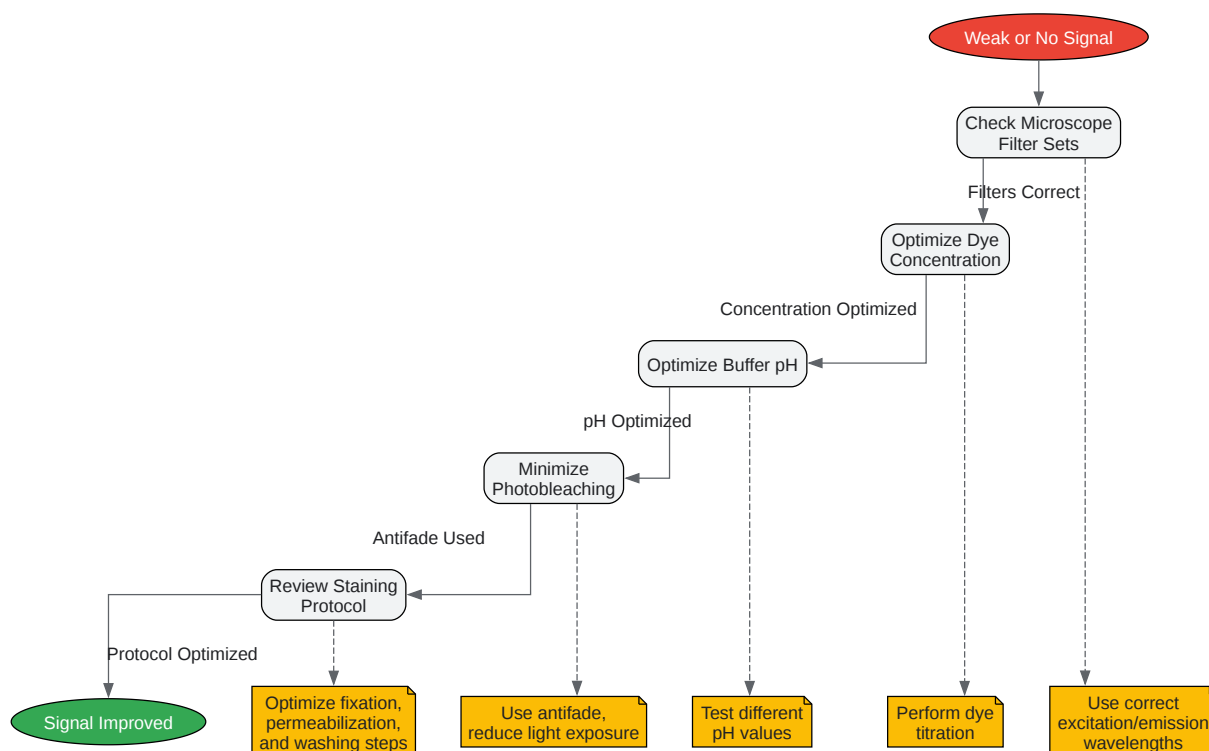 Weak or No Signal
Check Microscope
Filter Sets
Filters Correct
Optimize Dye
Concentration
Concentration Optimized
Optimize Buffer pH
pH Optimized
Minimize
Photobleaching
Antifade Used
Review Staining
Protocol
Protocol Optimized
Signal Improved
Optimize fixation,
permeabilization,
and washing steps
Use antifade,
reduce light exposure
Test different
pH values
Perform dye
titration
Use correct
excitation/emission
wavelengths